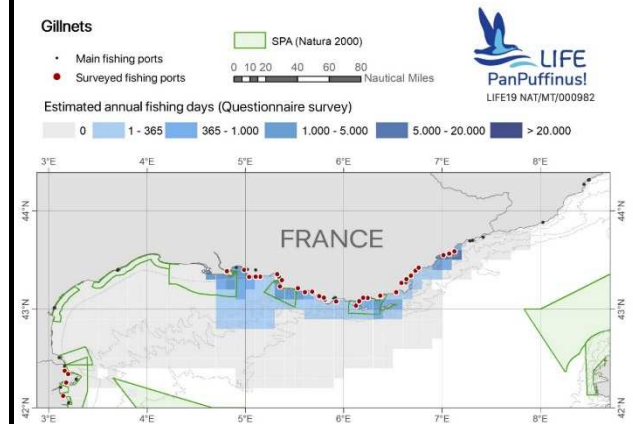 Gillnets
Main fishing ports
Surveyed fishing ports
SPA (Natura 2000)
0 10 20 40 60 80
Nautical Miles
LIFE
PanPuffinus!
LIFE19 NAT/MT/000982
Estimated annual fishing days (Questionnaire survey)
0 1 - 365 365 - 1.000 1.000 - 5.000 5.000 - 20.000 > 20.000
3°E 4°E 5°E 6°E 7°E 8°E
44°N 44°N
FRANCE
43°N 43°N
42°N 42°N
3°E 4°E 5°E 6°E 7°E 8°E